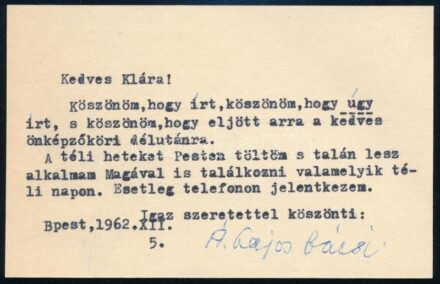 Kedves Klára!
Köszönöm,hogy írt,köszönöm,hogy úgy
írt, s köszönöm,hogy eljött arra a kedves
önképzőköri délutánra.
A téli heteket Pesten töltöm s talán lesz
alkalmam Magával is találkozni valamelyik té-
li napon. Esetleg telefonon jelentkezem.
Igaz szeretettel köszönti:
Bpest,1962.XII.
5.
Á. Lajos bácsi